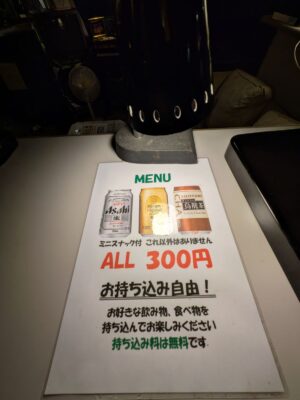 MENU
Asahi
烏龍茶
ミニスナック付 これ以外はありません
ALL 300円
お持ち込み自由！
お好きな飲み物、食べ物を
持ち込んでお楽しみください
持ち込み料は無料です